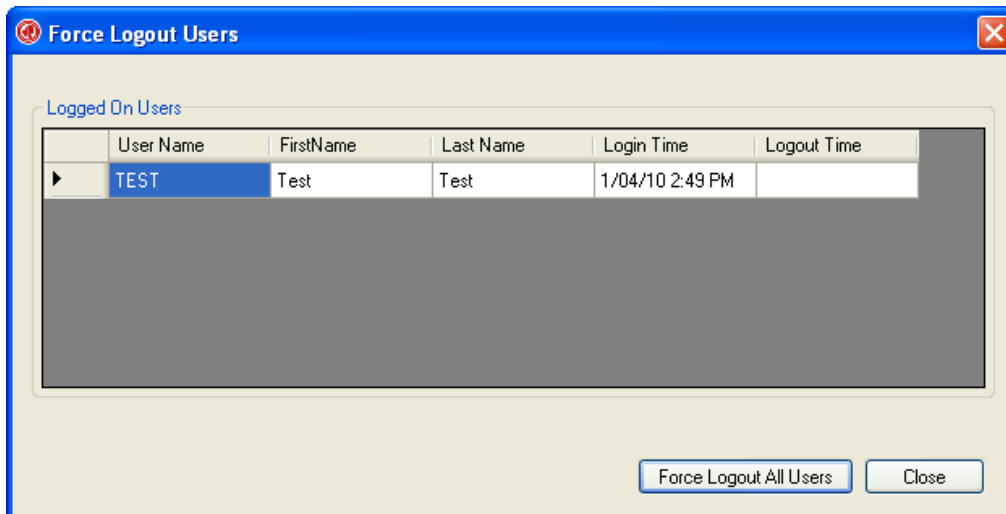 Force Logout Users
Logged On Users
User Name FirstName Last Name Login Time Logout Time
TEST Test Test 1/04/10 2:49 PM
Force Logout All Users Close